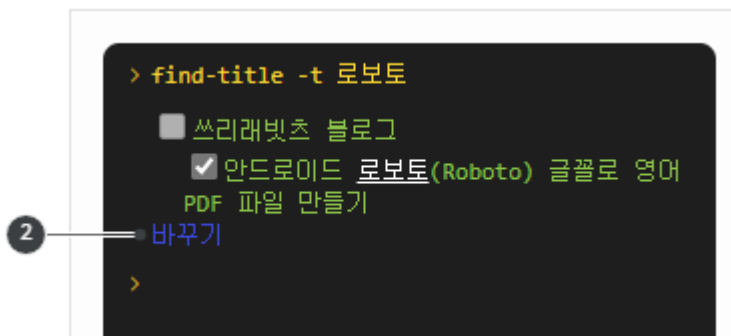 > find-title -t 로보토
쓰리래빗츠 블로그
안드로이드 로보토(Roboto) 글꼴로 영어
PDF 파일 만들기
2
바꾸기
>